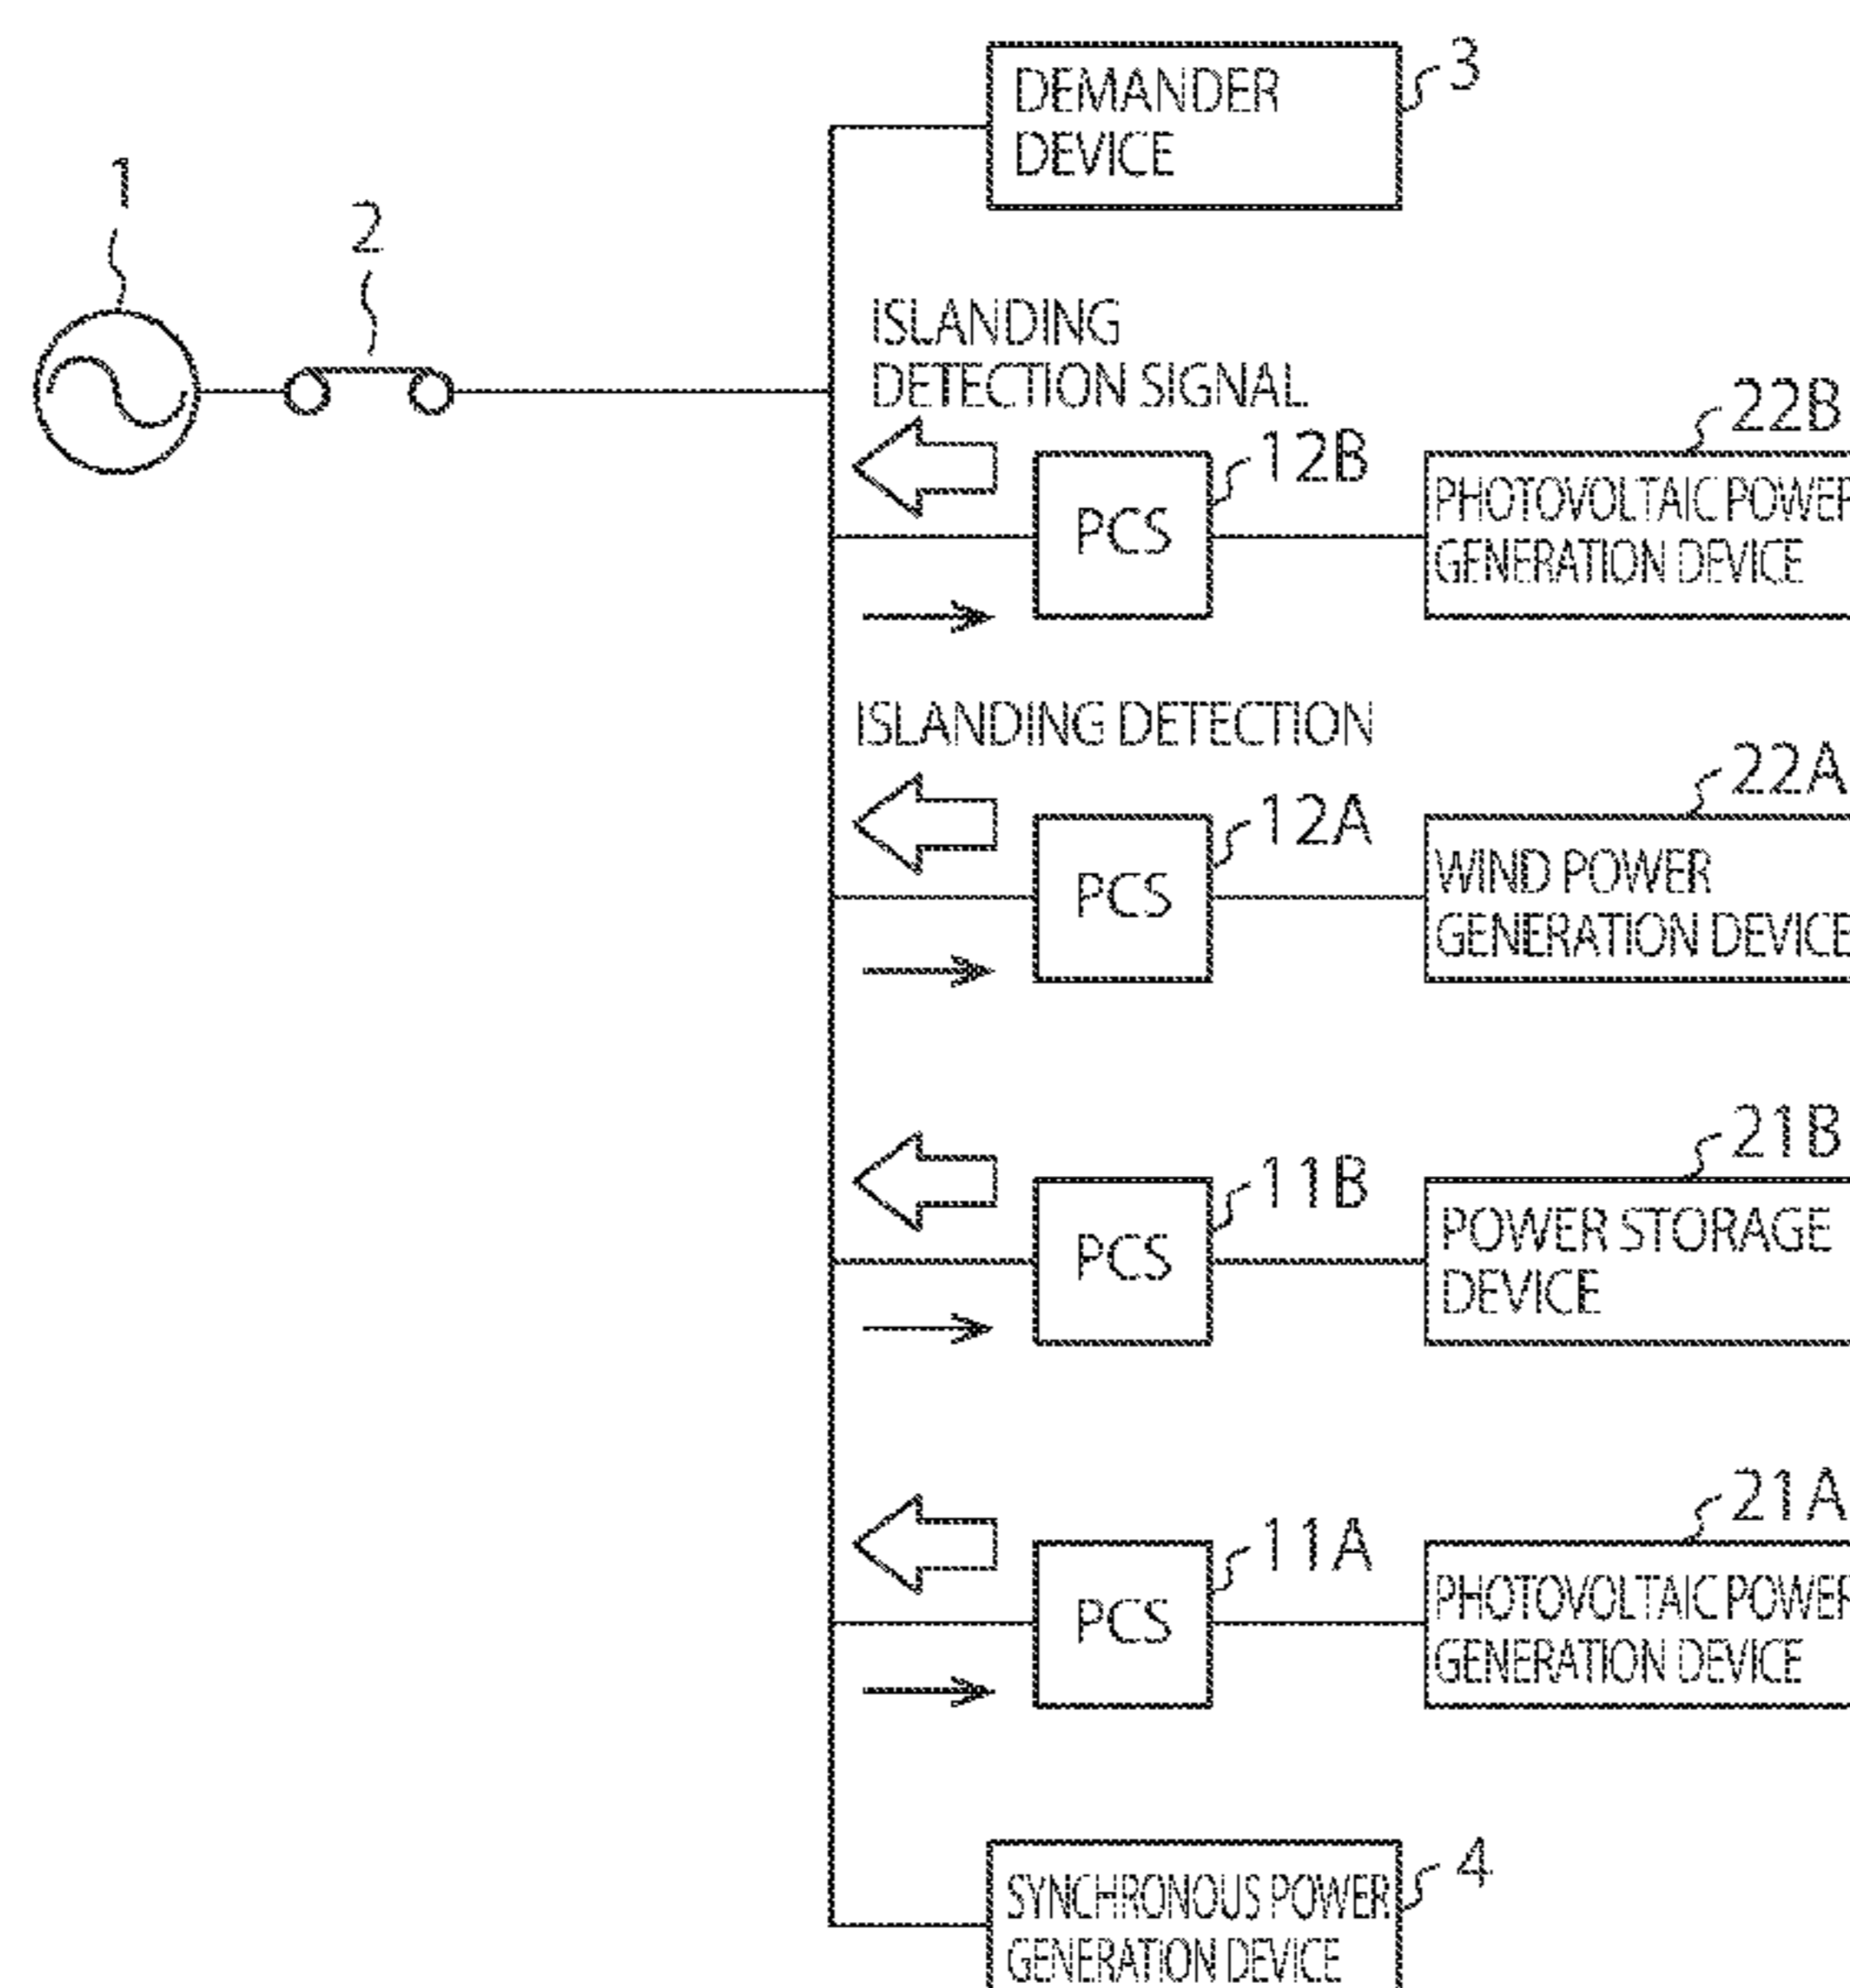 3
DEMANDER
DEVICE
1
2
ISLANDING
DETECTION SIGNAL
22B
12B
PCS
PHOTOVOLTAIC POWER
GENERATION DEVICE
ISLANDING DETECTION
22A
12A
PCS
WIND POWER
GENERATION DEVICE
21B
11B
PCS
POWER STORAGE
DEVICE
21A
11A
PCS
PHOTOVOLTAIC POWER
GENERATION DEVICE
4
SYNCHRONOUS POWER
GENERATION DEVICE